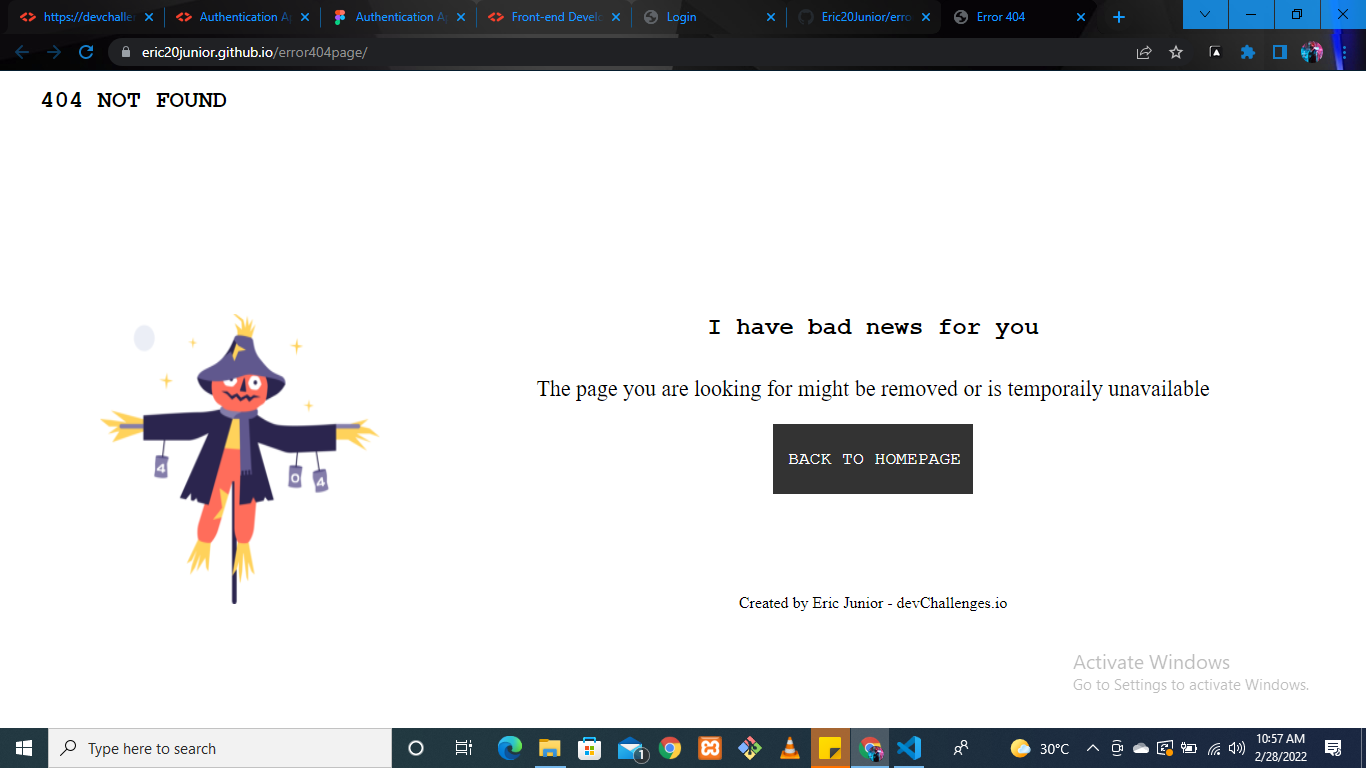 https://devchalle
Authentication A
Authentication A
Front-end Develo
Login
Eric20Junior/erro
Error 404
eric20junior.github.io/error404page/
404 NOT FOUND
I have bad news for you
The page you are looking for might be removed or is temporaily unavailable
BACK TO HOMEPAGE
4
0
4
Created by Eric Junior - devChallenges.io
Activate Windows
Go to Settings to activate Windows.
Type here to search
1
30°C
10:57 AM
2/28/2022